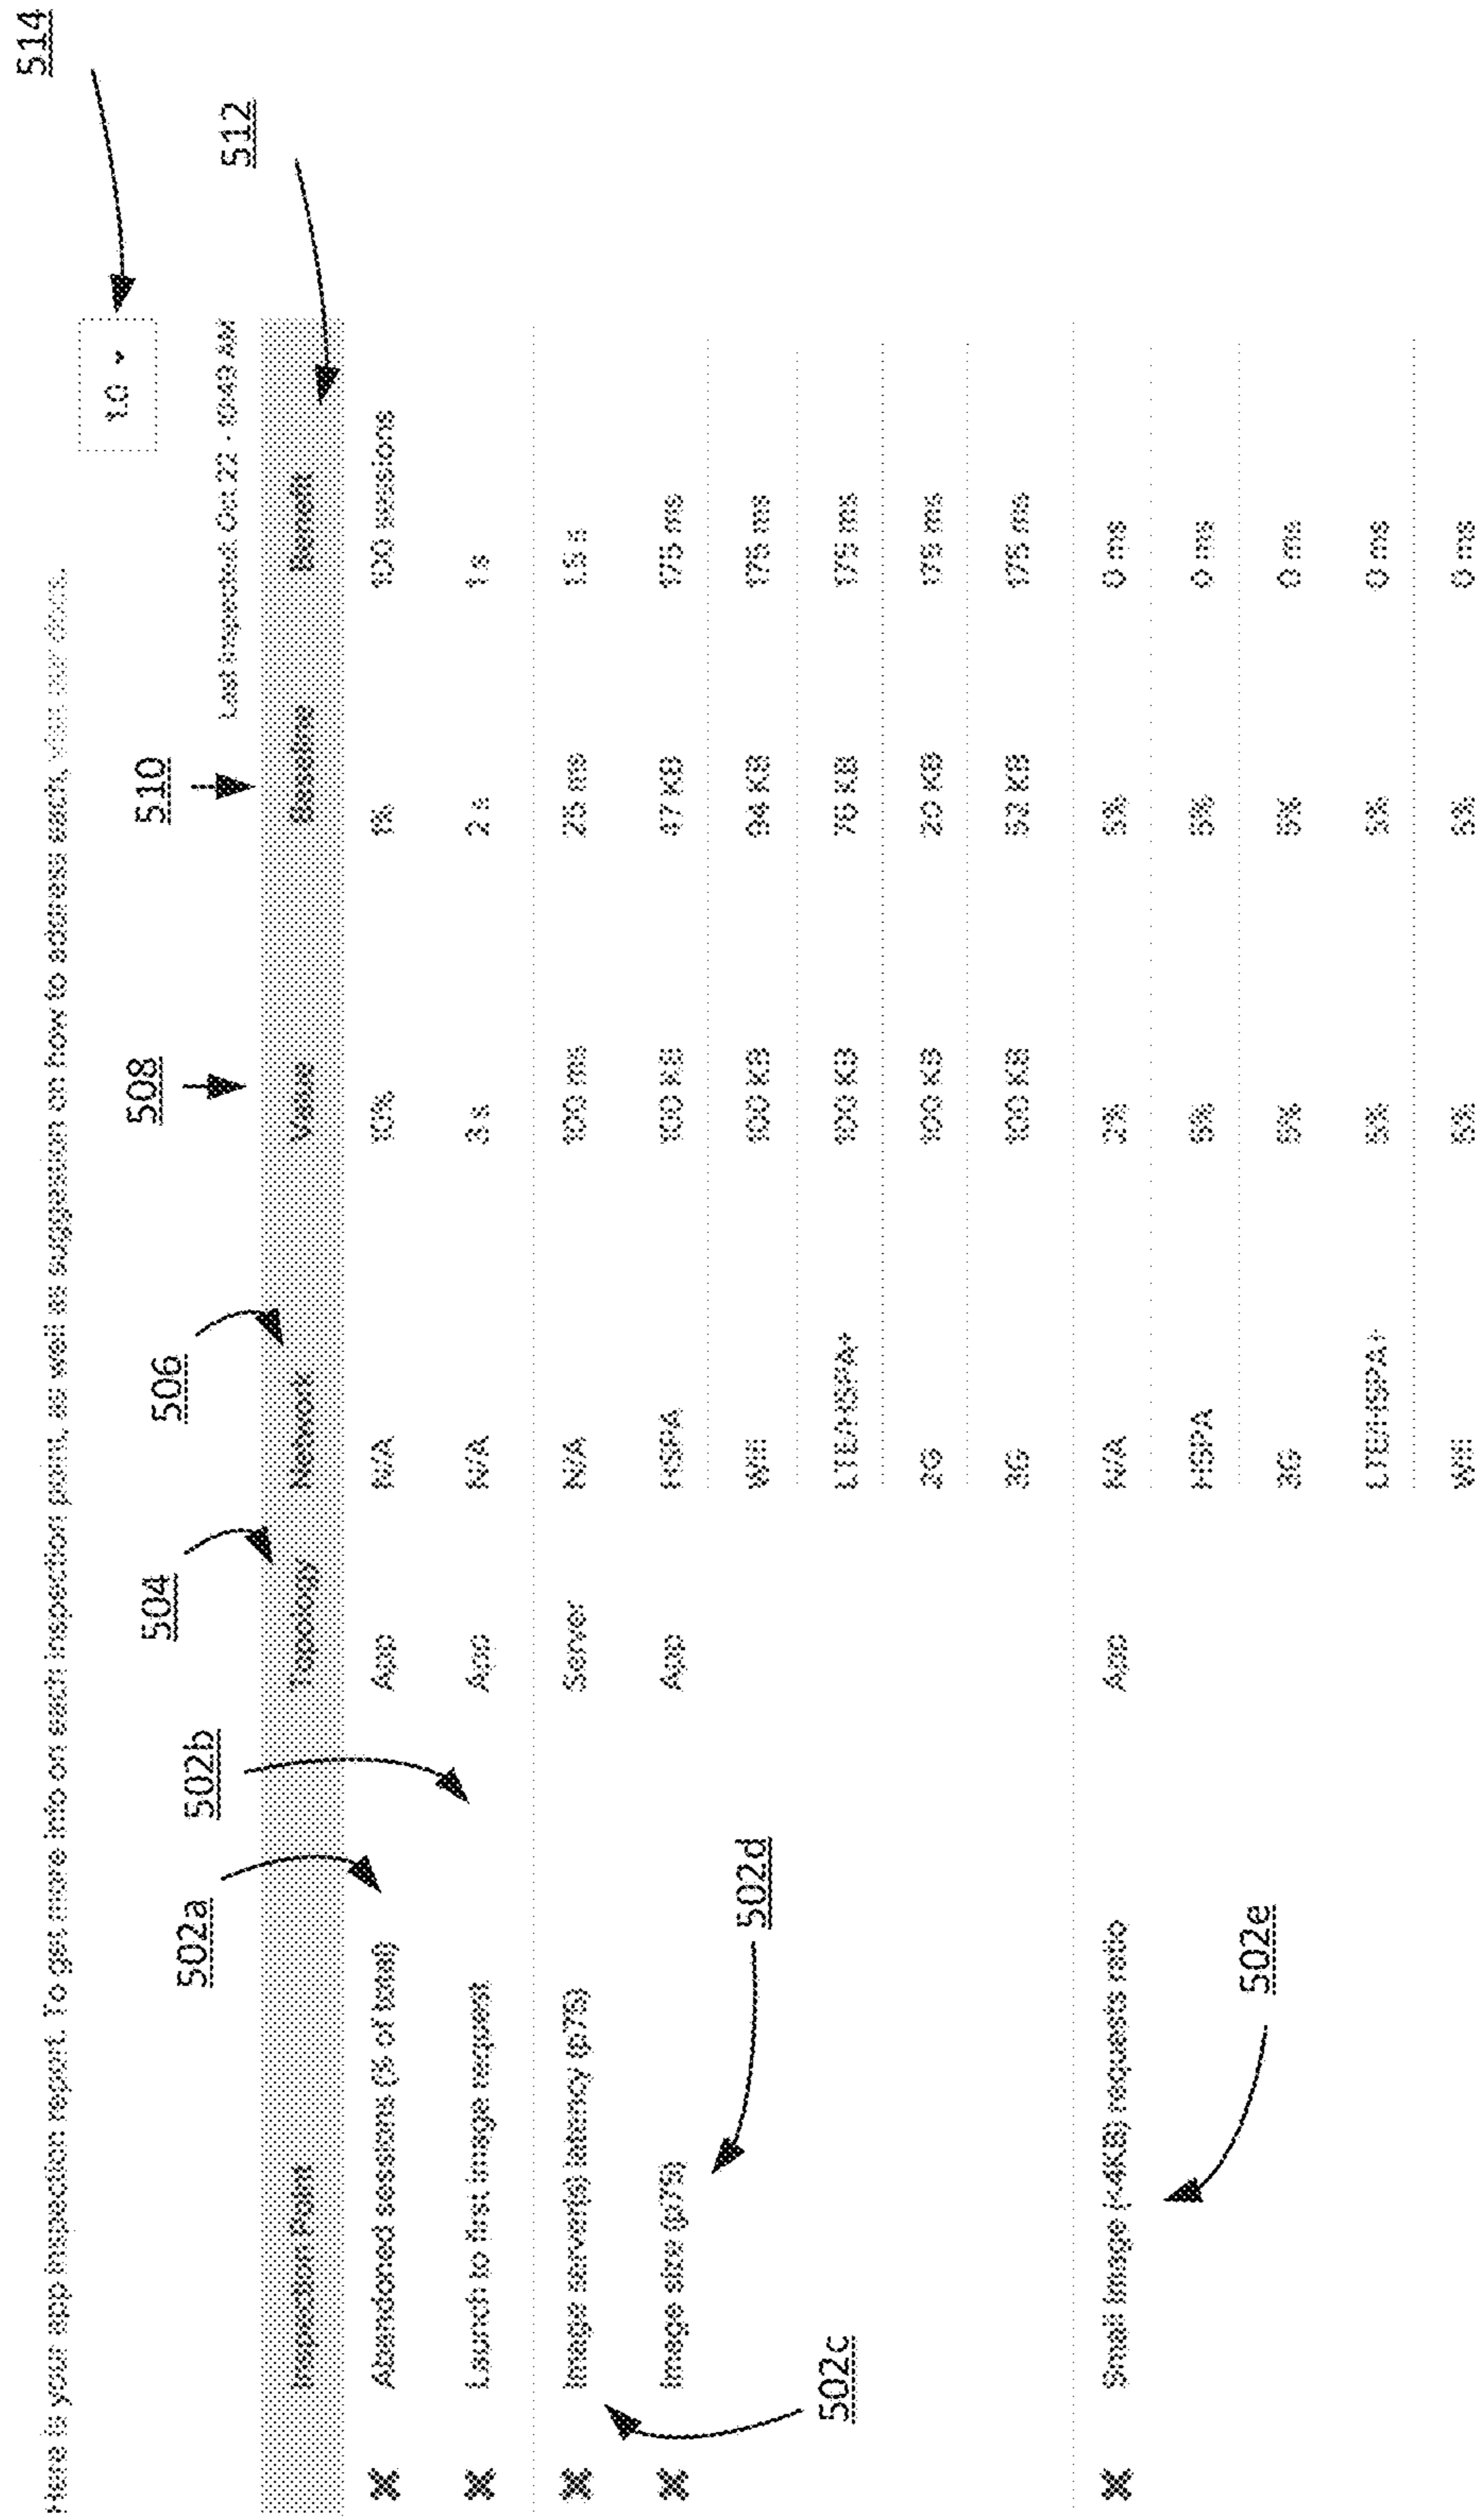 514
Here is your app inspection report. To get more info on each inspection point, as well as suggestion on how to address each, visit our docs.
512
1.0
510
508
506
504
502b
502a
Last inspected: Oct 22 - 10:49 AM
Inspection Point Topology Network Value Baseline Benefit
Abandoned sessions (% of total) App N/A 10% 1% 100 sessions
Launch to first image request App N/A 3 s 2 s 1 s
Image server(s) latency (p75) Server N/A 100 ms 25 ms 1.5 s
Image size (p75) App HSPA 100 KB 47 KB 175 ms
502d
Wifi 100 KB 94 KB 175 ms
502c
LTE/HSPA+ 100 KB 76 KB 175 ms
2G 100 KB 20 KB 175 ms
3G 100 KB 52 KB 175 ms
Small Image (<4KB) requests ratio App N/A 5% 0 ms
HSPA 5% 5% 0 ms
502e
3G 5% 5% 0 ms
LTE/HSPA+ 5% 5% 0 ms
Wifi 5% 5% 0 ms